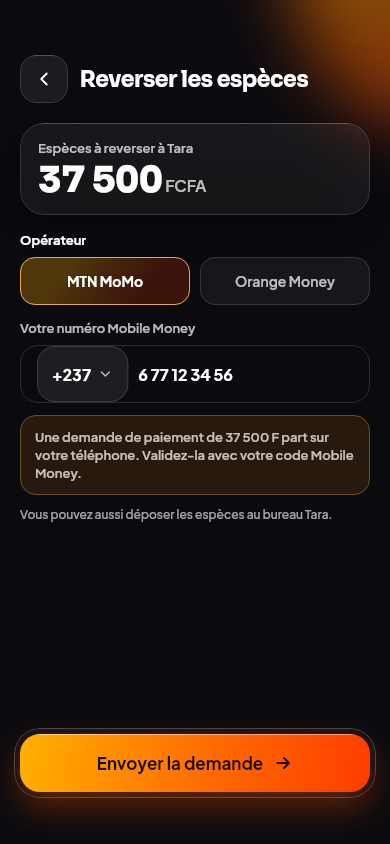 Reverser les espèces
Espèces à reverser à Tara
37 500 FCFA
Opérateur
MTN MoMo
Orange Money
Votre numéro Mobile Money
+237 6 77 12 34 56
Une demande de paiement de 37 500 F part sur
votre téléphone. Validez-la avec votre code Mobile
Money.
Vous pouvez aussi déposer les espèces au bureau Tara.
Envoyer la demande →